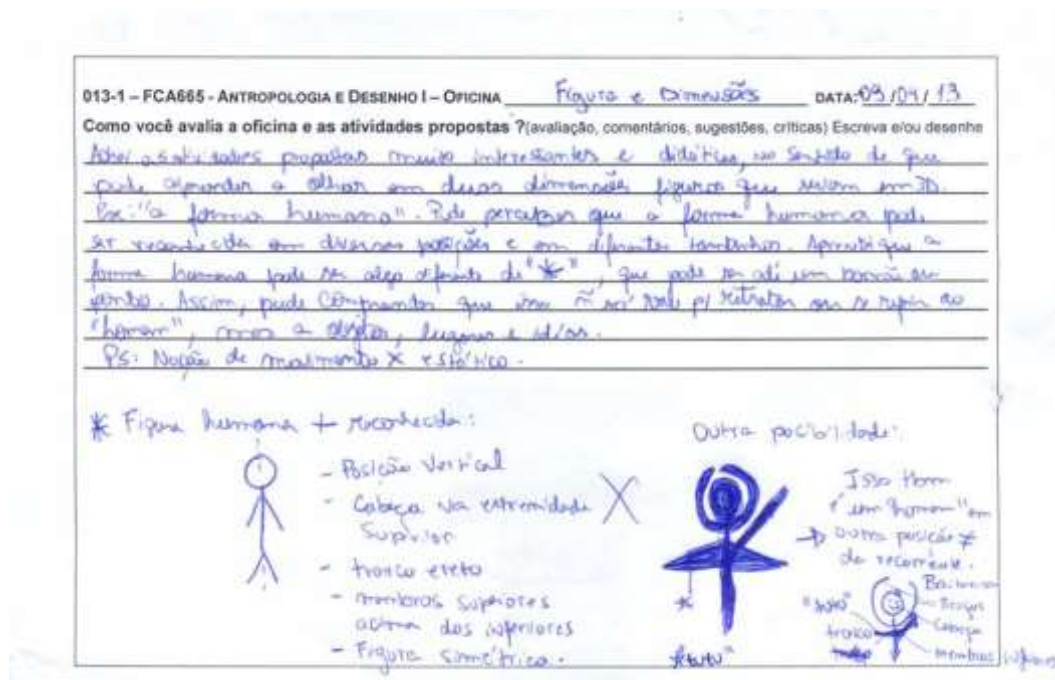 013-1 – FCA665 - ANTROPOLOGIA E DESENHO I – OFICINA Figura e Dimensões DATA: 09/04/13
Como você avalia a oficina e as atividades propostas ?(avaliação, comentários, sugestões, críticas) Escreva e/ou desenhe
Achei as atividades propostas muito interessantes e didáticas, no sentido de que
pude aprender a olhar em duas dimensões figuras que seriam em 3D.
Ex: "a forma humana". Pude perceber que a forma humana pode
ser reconhecida em diversas posições e em diferentes tamanhos. Aprendi que a
forma humana pode ser algo diferente de "*", que pode ser até um borrão ou
ponto. Assim, pude compreender que isso ñ só vale p/ retratar ou se referir ao
"homem", mas a objetos, lugares e
Ps: Noção de movimento X estático.
* Figura humana + reconhecida:
- Posição vertical
- Cabeça na extremidade
superior
- tronco ereto
- membros superiores
acima dos inferiores
- Figura simétrica.
X
Outra pocibilidade:
Isso tbem
é um "homem" em
outra posição ≠
da recorrente.
*
"tutu"
Bailarina
"tutu"
Braços
Cabeça
tronco
membros inferiores